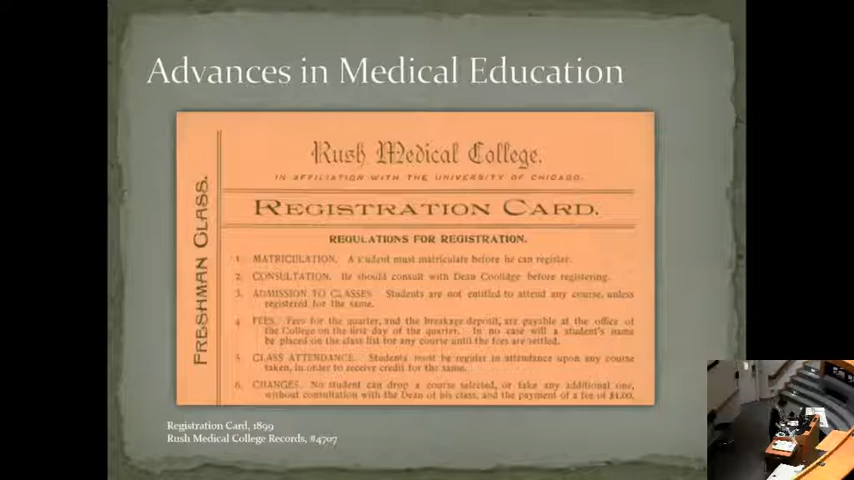 Advances in Medical Education
FRESHMAN CLASS.
Rush Medical College.
IN AFFILIATION WITH THE UNIVERSITY OF CHICAGO.
REGISTRATION CARD.
REGULATIONS FOR REGISTRATION.
1. MATRICULATION. A student must matriculate before he can register.
2. CONSULTATION. He should consult with Dean Coolidge before registering.
3. ADMISSION TO CLASSES. Students are not entitled to attend any course, unless
registered for the same.
4. FEES. Fees for the quarter, and the breakage deposit, are payable at the office
of the College on the first day of the quarter. In no case will a student's name
be placed on the class list for any course until the fees are settled.
5. CLASS ATTENDANCE. Students must be regular in attendance upon any course
taken, in order to receive credit for the same.
6. CHANGES. No student can drop a course selected, or take any additional one,
without consultation with the Dean of his class, and the payment of a fee of $1.00.
Registration Card, 1899
Rush Medical College Records, #4707